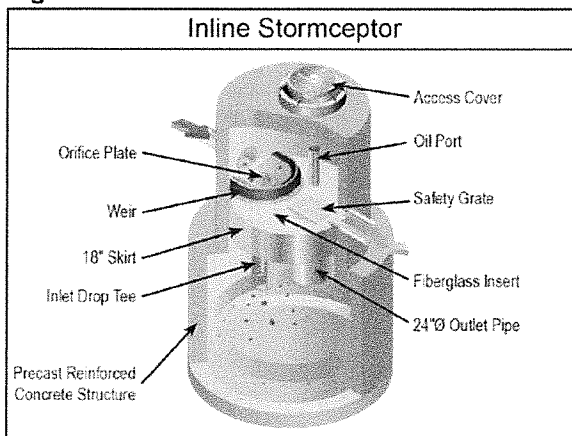 Inline Stormceptor
Access Cover
Oil Port
Orifice Plate
Weir
Safety Grate
18" Skirt
Fiberglass Insert
Inlet Drop Tee
24"Ø Outlet Pipe
Precast Reinforced
Concrete Structure